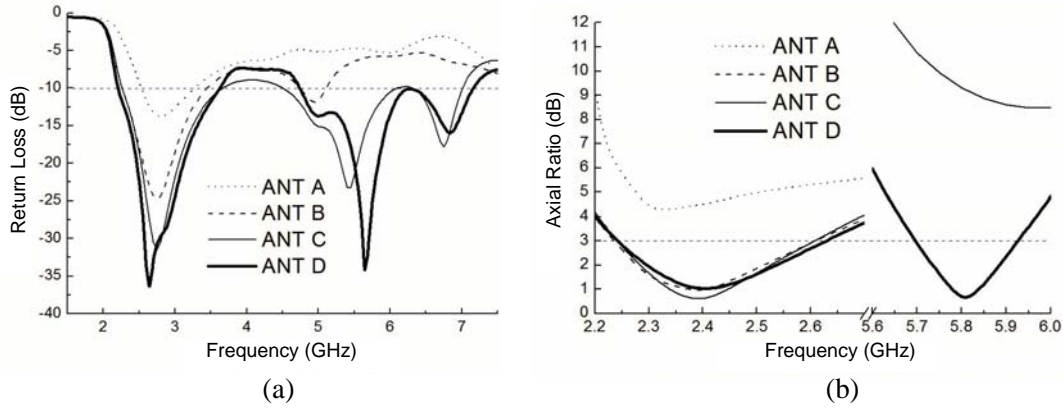 0
-5
-10
-15
-20
-25
-30
-35
-40
Return Loss (dB)
ANT A
ANT B
ANT C
ANT D
2 3 4 5 6 7
Frequency (GHz)
(a)
12
11
10
9
8
7
6
5
4
3
2
1
0
Axial Ratio (dB)
ANT A
ANT B
ANT C
ANT D
2.2 2.3 2.4 2.5 2.6 5.6 5.7 5.8 5.9 6.0
Frequency (GHz)
(b)